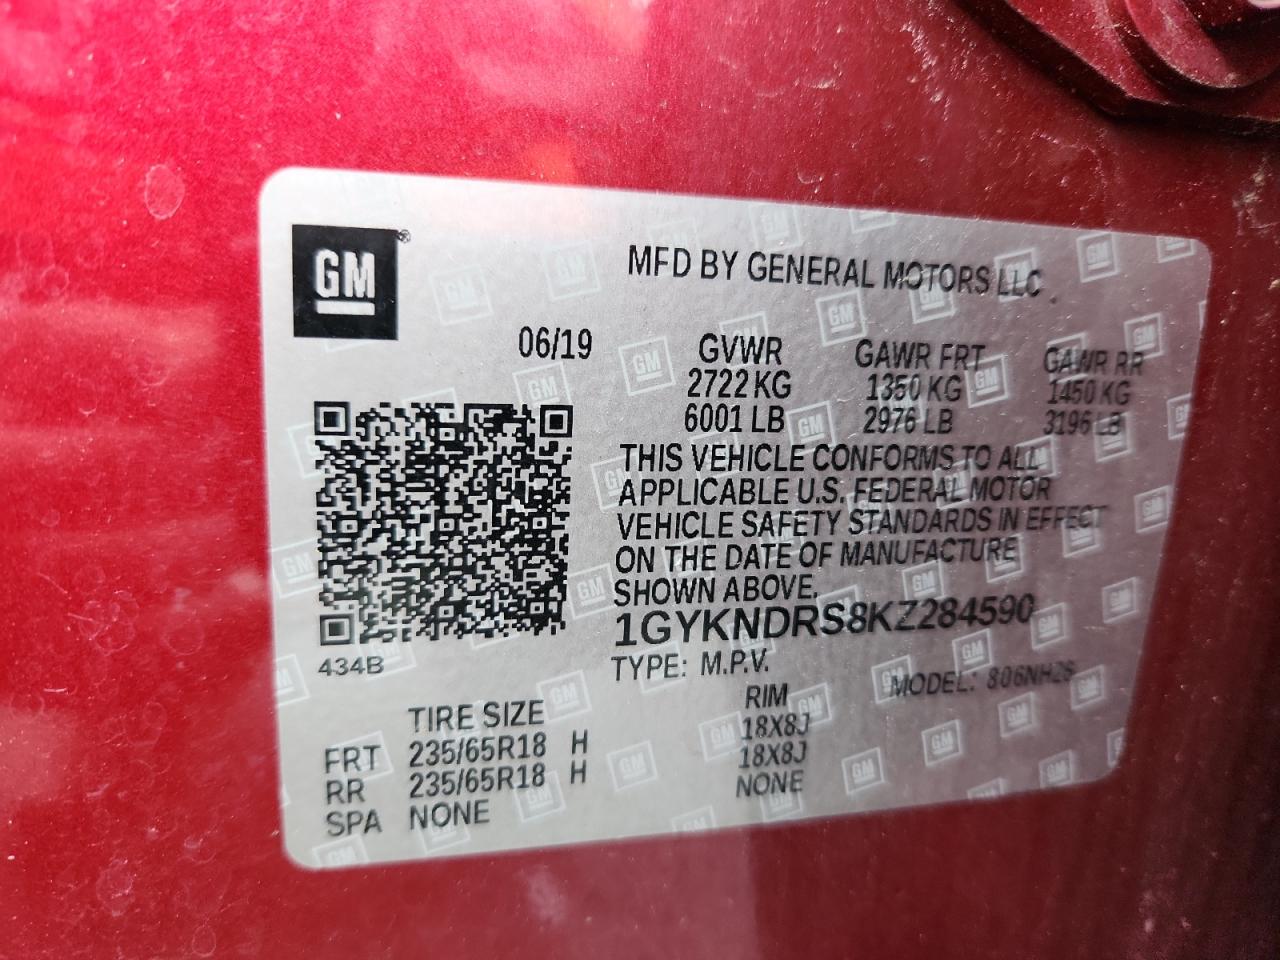 GM ®
MFD BY GENERAL MOTORS LLC
06/19
GVWR GAWR FRT GAWR RR
2722 KG 1350 KG 1450 KG
6001 LB 2976 LB 3196 LB
THIS VEHICLE CONFORMS TO ALL
APPLICABLE U.S. FEDERAL MOTOR
VEHICLE SAFETY STANDARDS IN EFFECT
ON THE DATE OF MANUFACTURE
SHOWN ABOVE.
1GYKNDRS8KZ284590
434B
TYPE: M.P.V. MODEL: 806NH26
TIRE SIZE RIM
FRT 235/65R18 H 18X8J
RR 235/65R18 H 18X8J
SPA NONE NONE